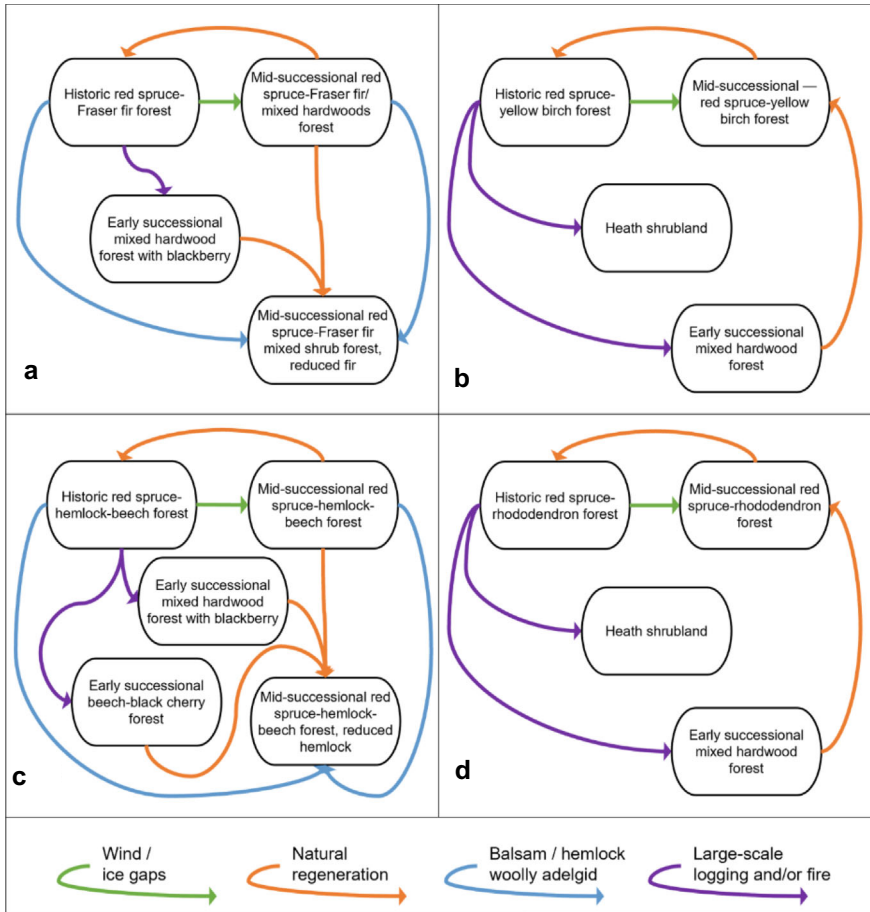 Historic red spruce-
Fraser fir forest
Mid-successional red
spruce-Fraser fir/
mixed hardwoods
forest
Early successional
mixed hardwood
forest with blackberry
Mid-successional red
spruce-Fraser fir
mixed shrub forest,
reduced fir
a
Historic red spruce-
yellow birch forest
Mid-successional —
red spruce-yellow
birch forest
Heath shrubland
Early successional
mixed hardwood
forest
b
Historic red spruce-
hemlock-beech forest
Mid-successional red
spruce-hemlock-
beech forest
Early successional
mixed hardwood
forest with blackberry
Early successional
beech-black cherry
forest
Mid-successional red
spruce-hemlock-
beech forest, reduced
hemlock
c
Historic red spruce-
rhododendron forest
Mid-successional red
spruce-rhododendron
forest
Heath shrubland
Early successional
mixed hardwood
forest
d
Wind /
ice gaps
Natural
regeneration
Balsam / hemlock
woolly adelgid
Large-scale
logging and/or fire